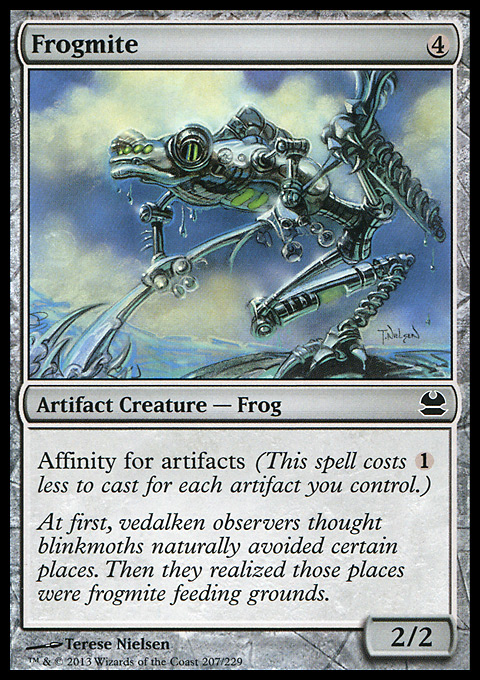 Frogmite 4
T. Nielsen
Artifact Creature — Frog
Affinity for artifacts (This spell costs 1
less to cast for each artifact you control.)
At first, vedalken observers thought
blinkmoths naturally avoided certain
places. Then they realized those places
were frogmite feeding grounds.
Terese Nielsen
2/2
™ & © 2013 Wizards of the Coast 207/229